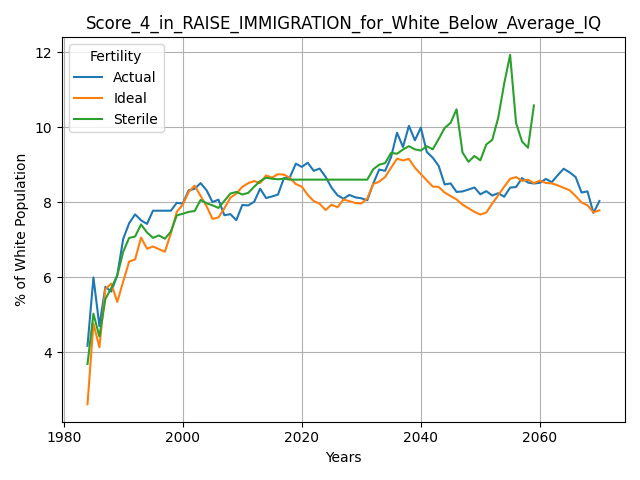 Score_4_in_RAISE_IMMIGRATION_for_White_Below_Average_IQ
Fertility
Actual
Ideal
Sterile
% of White Population
12
10
8
6
4
1980
2000
2020
2040
2060
Years